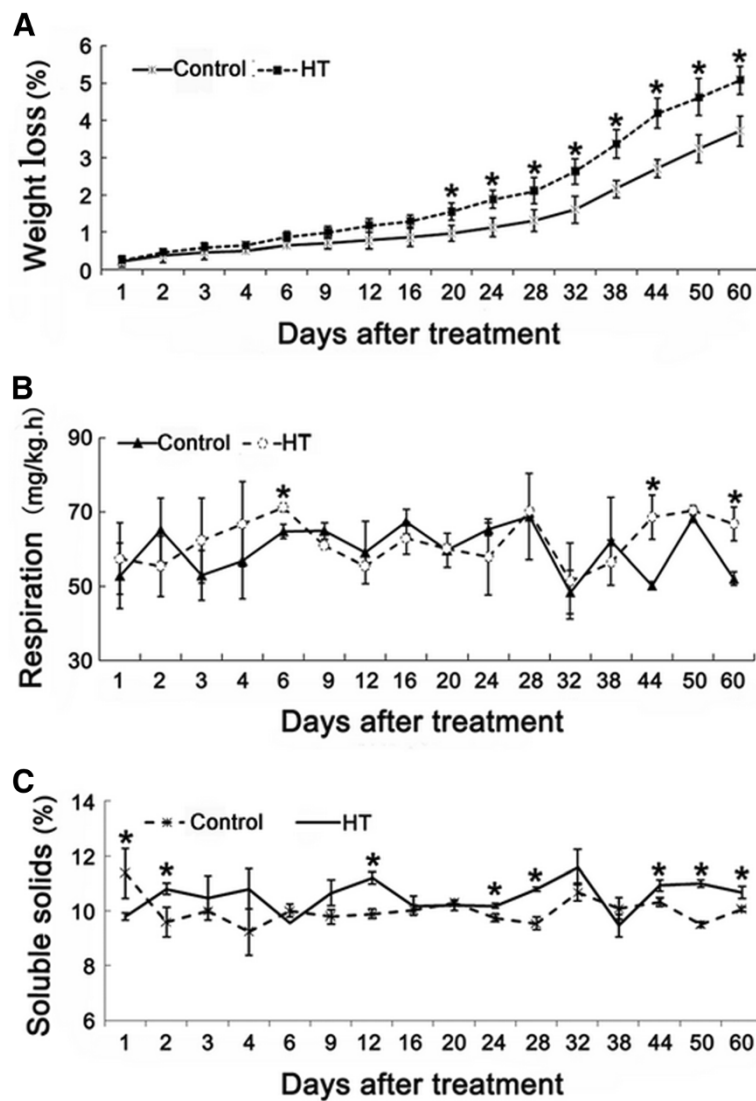 A
Control HT
6
5
4
3
2
1
0
Weight loss (%)
* * * * * * * *
1 2 3 4 6 9 12 16 20 24 28 32 38 44 50 60
Days after treatment
B
Control HT
90
70
50
30
Respiration (mg/kg.h)
* * *
1 2 3 4 6 9 12 16 20 24 28 32 38 44 50 60
Days after treatment
C
Control HT
14
12
10
8
6
Soluble solids (%)
* * * * * * * *
1 2 3 4 6 9 12 16 20 24 28 32 38 44 50 60
Days after treatment